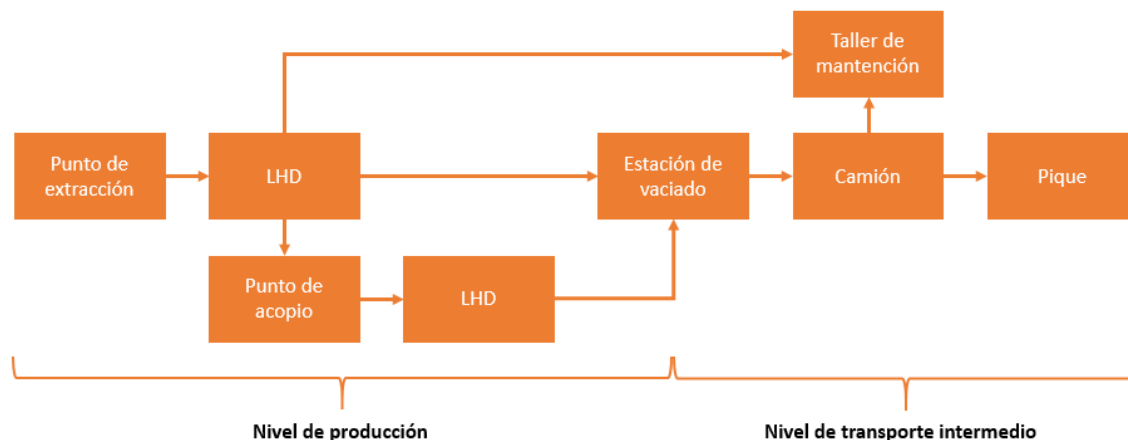 Taller de
mantención
Punto de
extracción
LHD
Estación de
vaciado
Camión
Pique
Punto de
acopio
LHD
Nivel de producción
Nivel de transporte intermedio